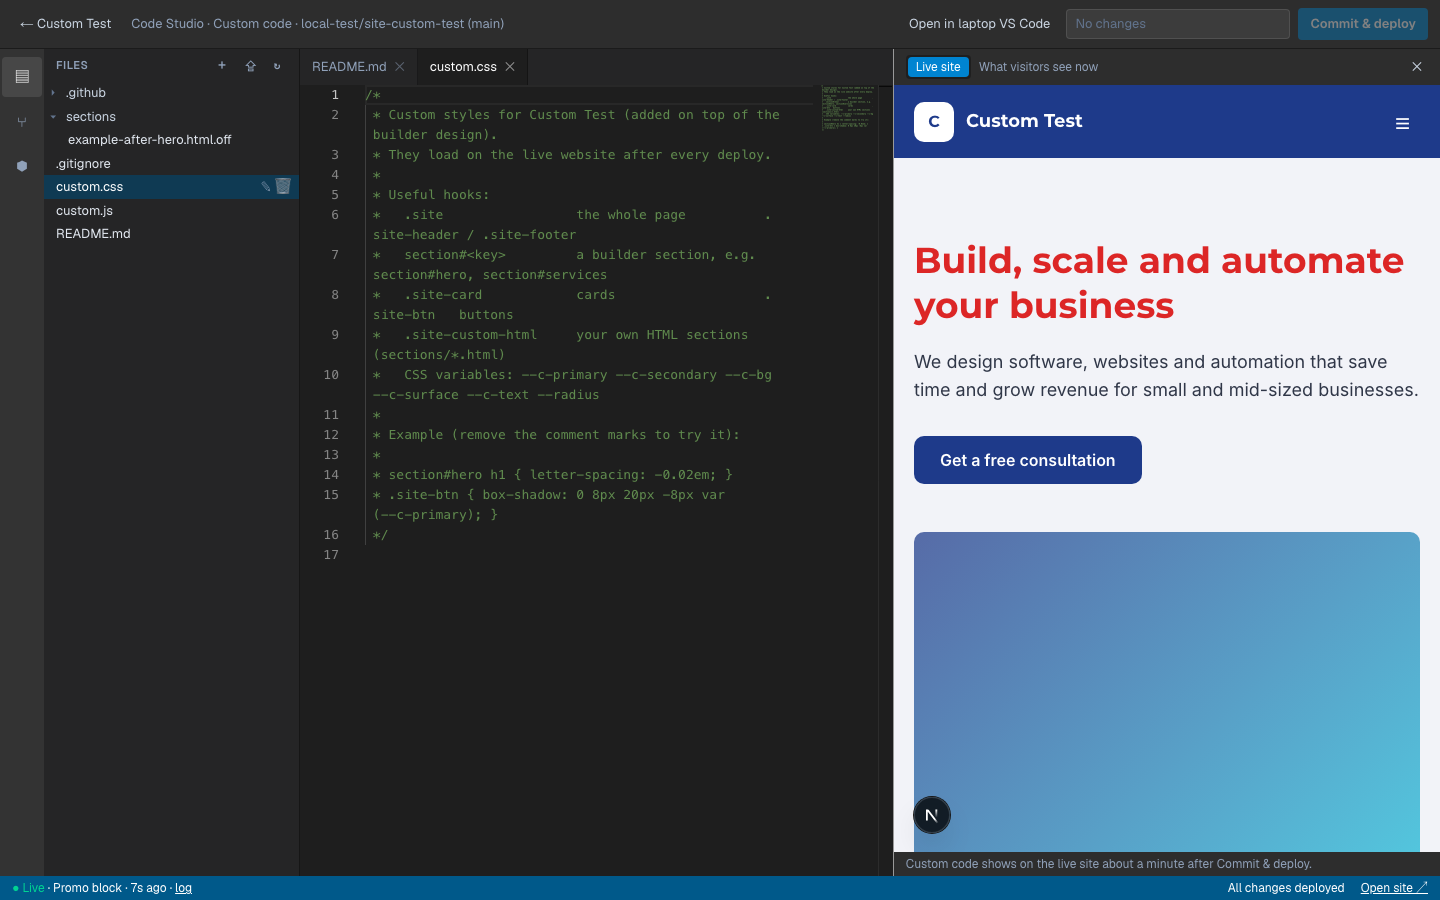 ← Custom Test
Code Studio · Custom code · local-test/site-custom-test (main)
Open in laptop VS Code
No changes
Commit & deploy
FILES
.github
sections
example-after-hero.html.off
.gitignore
custom.css
custom.js
README.md
README.md
custom.css
1 /*
2 * Custom styles for Custom Test (added on top of the
builder design).
3 * They load on the live website after every deploy.
4 *
5 * Useful hooks:
6 * .site the whole page .
site-header / .site-footer
7 * section#<key> a builder section, e.g.
section#hero, section#services
8 * .site-card cards .
site-btn buttons
9 * .site-custom-html your own HTML sections
(sections/*.html)
10 * CSS variables: --c-primary --c-secondary --c-bg
--c-surface --c-text --radius
11 *
12 * Example (remove the comment marks to try it):
13 *
14 * section#hero h1 { letter-spacing: -0.02em; }
15 * .site-btn { box-shadow: 0 8px 20px -8px var
(--c-primary); }
16 */
17
Live site
What visitors see now
C
Custom Test
Build, scale and automate
your business
We design software, websites and automation that save
time and grow revenue for small and mid-sized businesses.
Get a free consultation
N
Custom code shows on the live site about a minute after Commit & deploy.
● Live · Promo block · 7s ago · log
All changes deployed
Open site ↗